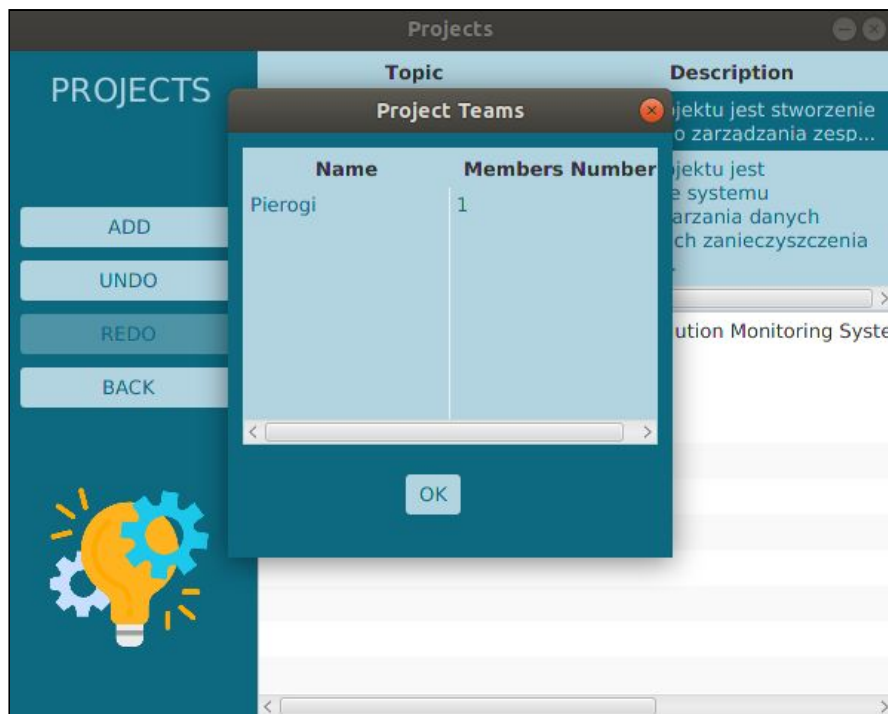 Projects
PROJECTS
ADD
UNDO
REDO
BACK
Topic Description
jektu jest stworzenie
o zarzadzania zesp...
jektu jest
e systemu
arzania danych
ch zanieczyszczenia
ution Monitoring Syste
Project Teams
Name Members Number
Pierogi 1
OK